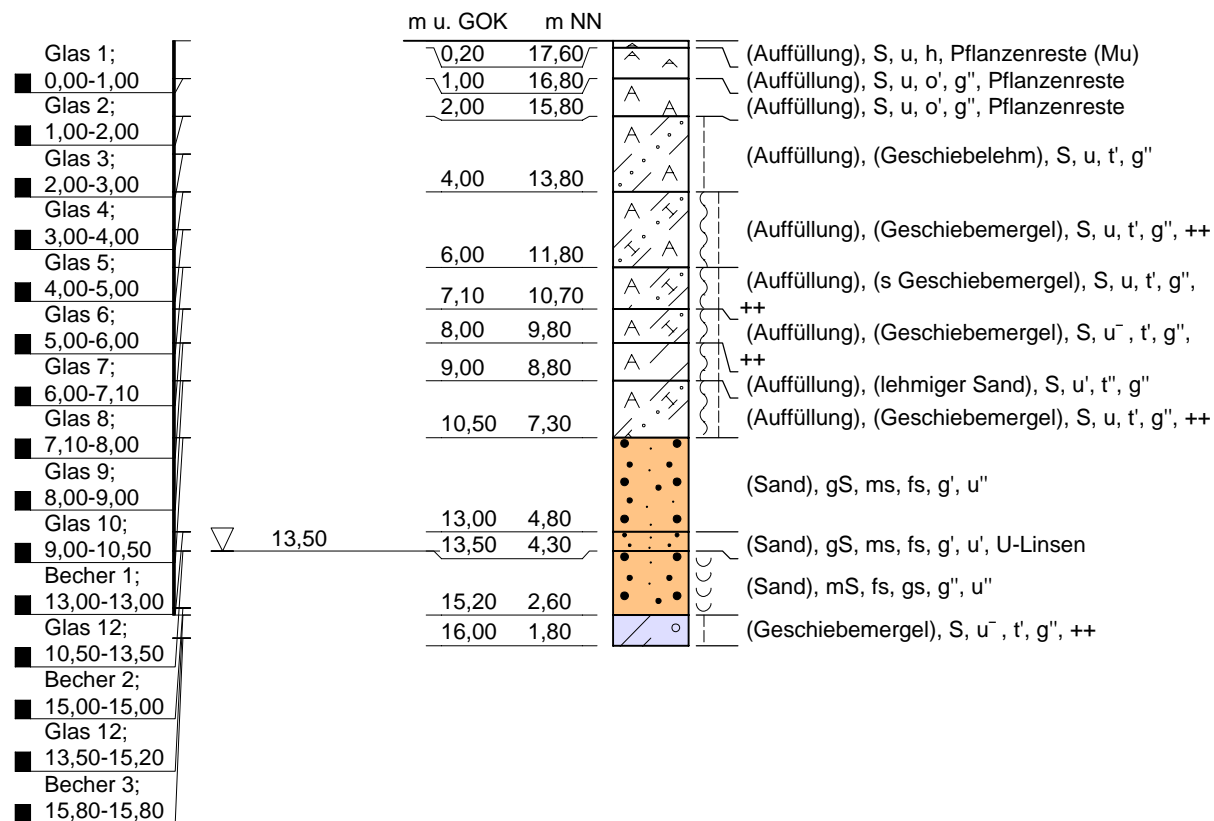 m u. GOK m NN
Glas 1;
0,00-1,00
Glas 2;
1,00-2,00
Glas 3;
2,00-3,00
Glas 4;
3,00-4,00
Glas 5;
4,00-5,00
Glas 6;
5,00-6,00
Glas 7;
6,00-7,10
Glas 8;
7,10-8,00
Glas 9;
8,00-9,00
Glas 10;
9,00-10,50
Becher 1;
13,00-13,00
Glas 12;
10,50-13,50
Becher 2;
15,00-15,00
Glas 12;
13,50-15,20
Becher 3;
15,80-15,80
13,50
0,20 17,60
1,00 16,80
2,00 15,80
4,00 13,80
6,00 11,80
7,10 10,70
8,00 9,80
9,00 8,80
10,50 7,30
13,00 4,80
13,50 4,30
15,20 2,60
16,00 1,80
A
A
A
A
A
A
A
A
A
A
A
A
(Auffüllung), S, u, h, Pflanzenreste (Mu)
(Auffüllung), S, u, o', g'', Pflanzenreste
(Auffüllung), S, u, o', g'', Pflanzenreste
(Auffüllung), (Geschiebelehm), S, u, t', g''
(Auffüllung), (Geschiebemergel), S, u, t', g'', ++
(Auffüllung), (s Geschiebemergel), S, u, t', g'',
++
(Auffüllung), (Geschiebemergel), S, u¯ , t', g'',
++
(Auffüllung), (lehmiger Sand), S, u', t'', g''
(Auffüllung), (Geschiebemergel), S, u, t', g'', ++
(Sand), gS, ms, fs, g', u''
(Sand), gS, ms, fs, g', u', U-Linsen
(Sand), mS, fs, gs, g'', u''
(Geschiebemergel), S, u¯ , t', g'', ++